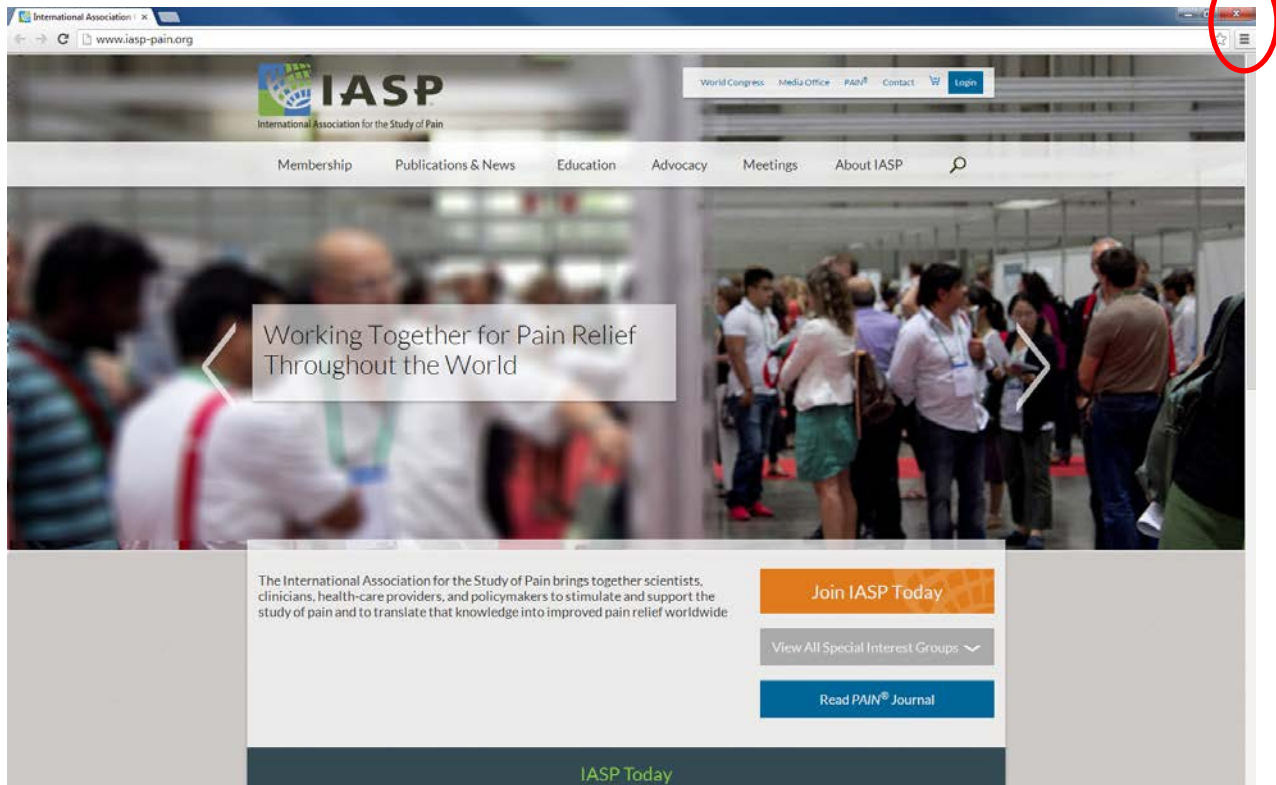 International Association
www.iasp-pain.org
IASP
International Association for the Study of Pain
World Congress Media Office PAIN® Contact Login
Membership Publications & News Education Advocacy Meetings About IASP
Working Together for Pain Relief
Throughout the World
The International Association for the Study of Pain brings together scientists,
clinicians, health-care providers, and policymakers to stimulate and support the
study of pain and to translate that knowledge into improved pain relief worldwide
Join IASP Today
View All Special Interest Groups
Read PAIN® Journal
IASP Today